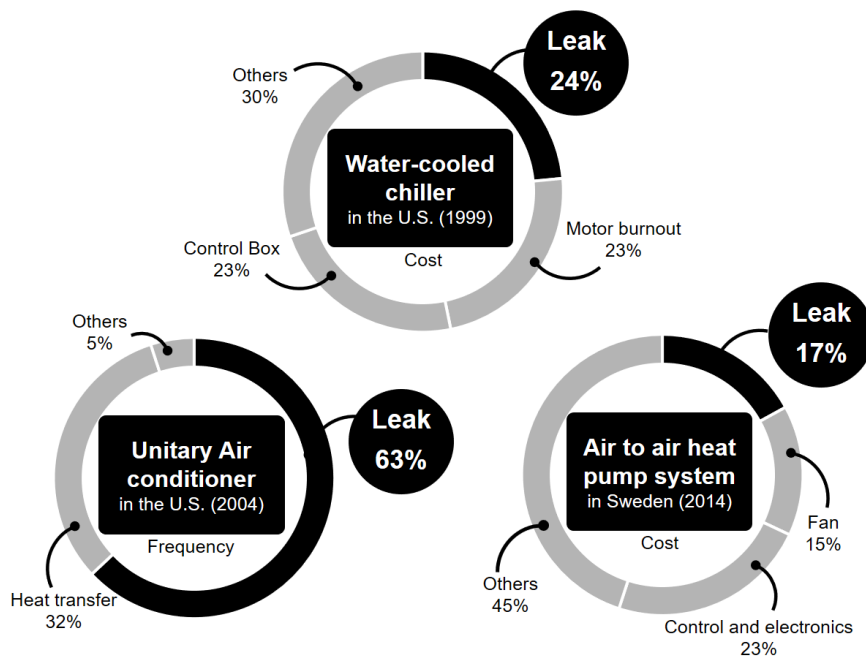 Leak
24%
Others
30%
Water-cooled
chiller
in the U.S. (1999)
Cost
Motor burnout
23%
Control Box
23%
Others
5%
Leak
63%
Unitary Air
conditioner
in the U.S. (2004)
Frequency
Heat transfer
32%
Leak
17%
Air to air heat
pump system
in Sweden (2014)
Cost
Fan
15%
Others
45%
Control and electronics
23%